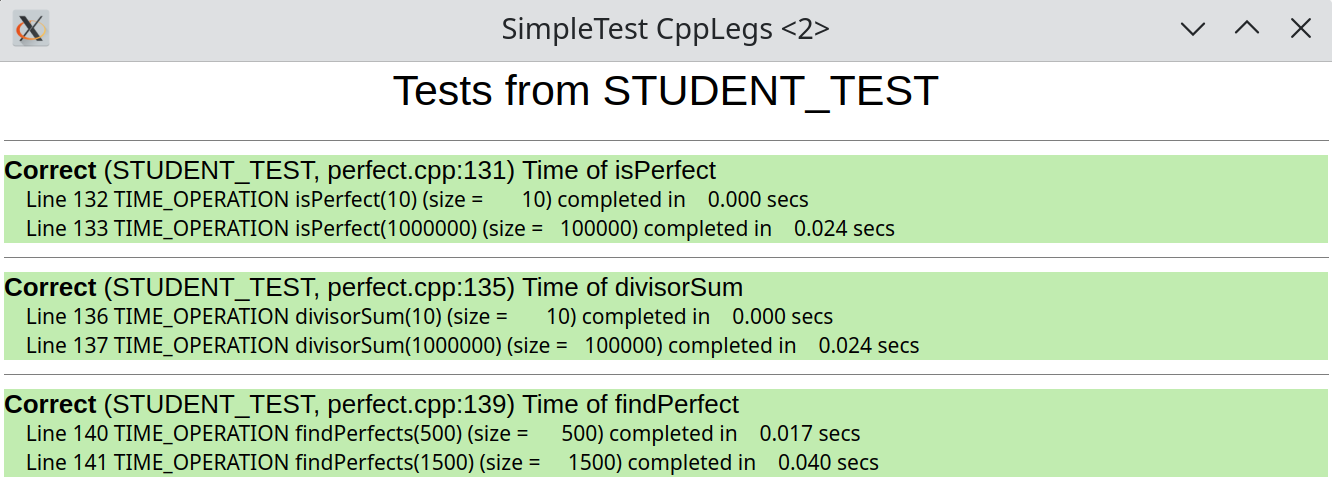 SimpleTest CppLegs <2>
Tests from STUDENT_TEST
Correct (STUDENT_TEST, perfect.cpp:131) Time of isPerfect
Line 132 TIME_OPERATION isPerfect(10) (size = 10) completed in 0.000 secs
Line 133 TIME_OPERATION isPerfect(1000000) (size = 100000) completed in 0.024 secs
Correct (STUDENT_TEST, perfect.cpp:135) Time of divisorSum
Line 136 TIME_OPERATION divisorSum(10) (size = 10) completed in 0.000 secs
Line 137 TIME_OPERATION divisorSum(1000000) (size = 100000) completed in 0.024 secs
Correct (STUDENT_TEST, perfect.cpp:139) Time of findPerfect
Line 140 TIME_OPERATION findPerfects(500) (size = 500) completed in 0.017 secs
Line 141 TIME_OPERATION findPerfects(1500) (size = 1500) completed in 0.040 secs